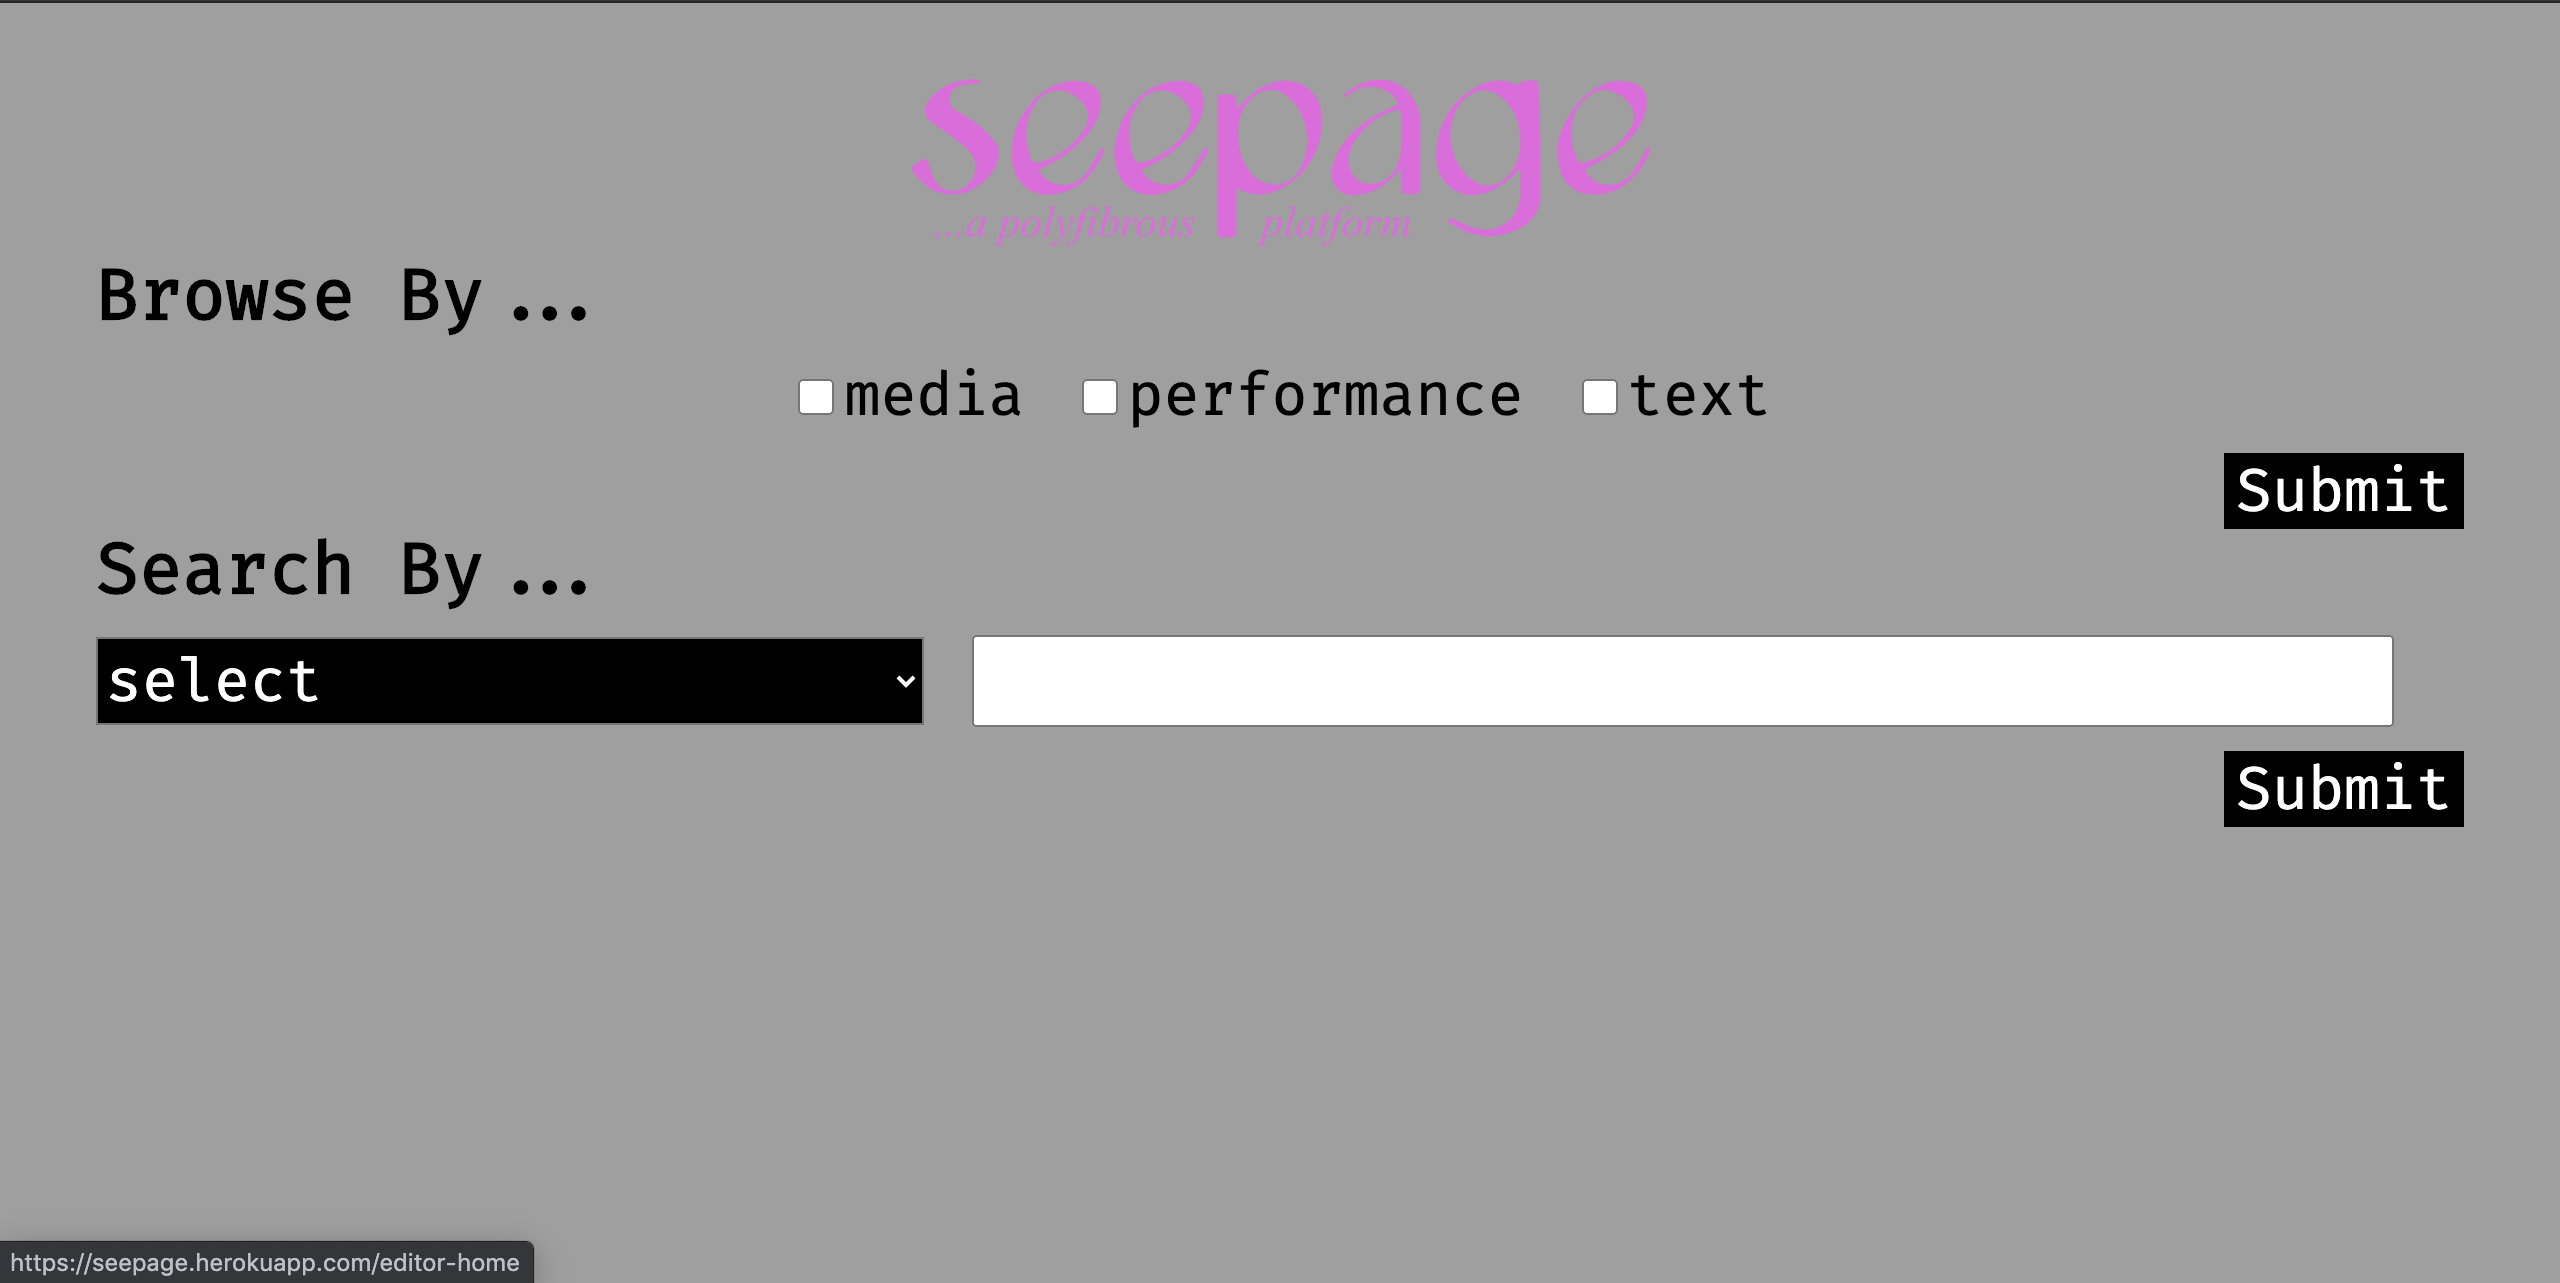 seepage
...a polyfibrous platform
Browse By...
media performance text
Submit
Search By...
select
Submit
https://seepage.herokuapp.com/editor-home